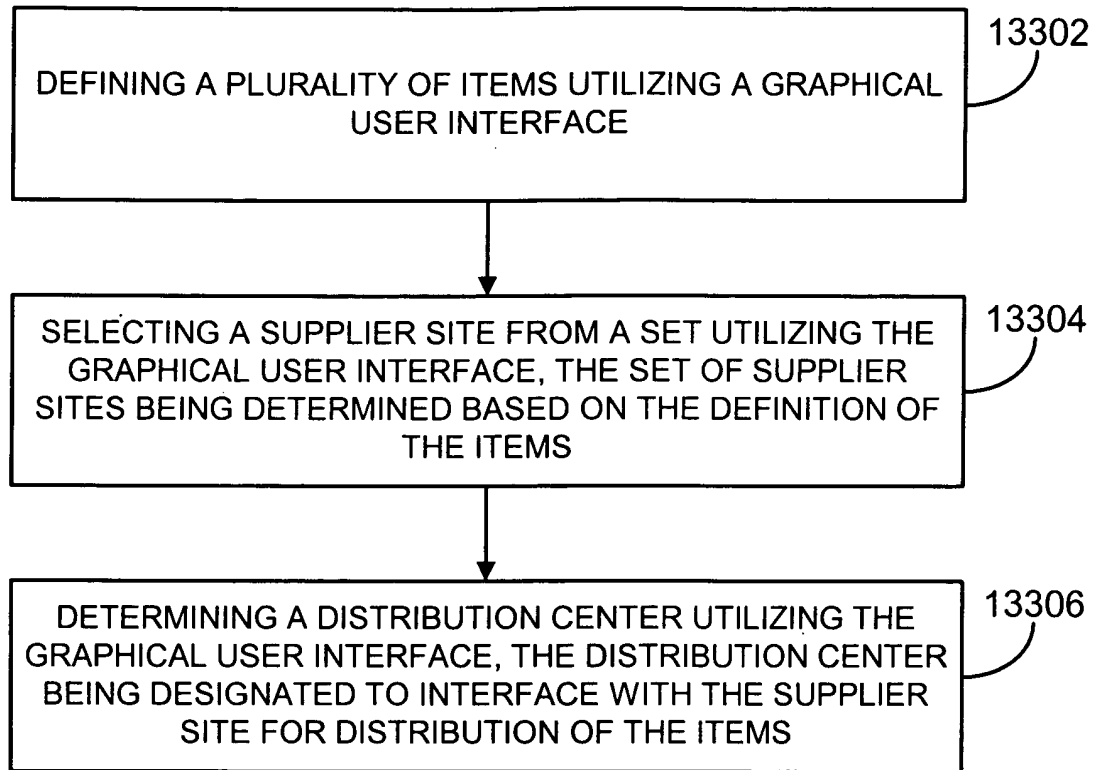 13302
DEFINING A PLURALITY OF ITEMS UTILIZING A GRAPHICAL
USER INTERFACE
13304
SELECTING A SUPPLIER SITE FROM A SET UTILIZING THE
GRAPHICAL USER INTERFACE, THE SET OF SUPPLIER
SITES BEING DETERMINED BASED ON THE DEFINITION OF
THE ITEMS
13306
DETERMINING A DISTRIBUTION CENTER UTILIZING THE
GRAPHICAL USER INTERFACE, THE DISTRIBUTION CENTER
BEING DESIGNATED TO INTERFACE WITH THE SUPPLIER
SITE FOR DISTRIBUTION OF THE ITEMS